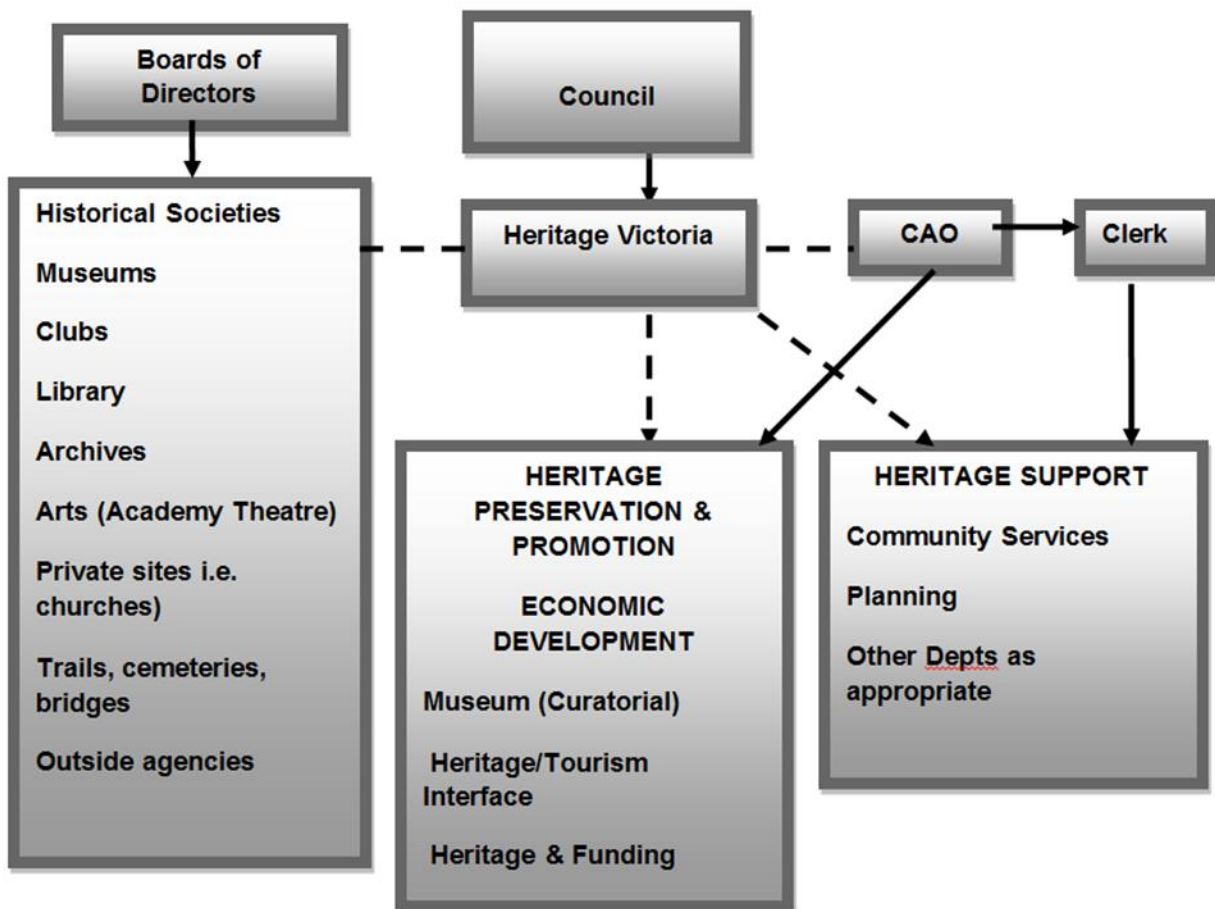 Boards of
Directors
Council
Historical Societies
Museums
Clubs
Library
Archives
Arts (Academy Theatre)
Private sites i.e.
churches)
Trails, cemeteries,
bridges
Outside agencies
Heritage Victoria
CAO
Clerk
HERITAGE
PRESERVATION &
PROMOTION
ECONOMIC
DEVELOPMENT
Museum (Curatorial)
Heritage/Tourism
Interface
Heritage & Funding
HERITAGE SUPPORT
Community Services
Planning
Other Depts as
appropriate